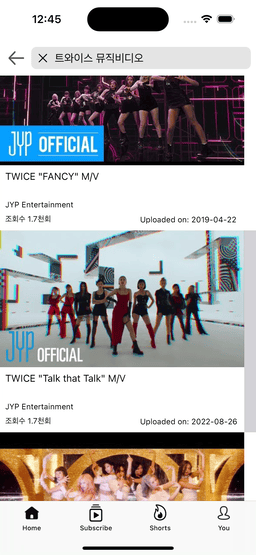 12:45
트와이스 뮤직비디오
JYP OFFICIAL
TWICE "FANCY" M/V
JYP Entertainment
조회수 1.7천회
Uploaded on: 2019-04-22
JYP OFFICIAL
TWICE "Talk that Talk" M/V
JYP Entertainment
조회수 1.7천회
Uploaded on: 2022-08-26
Home
Subscribe
Shorts
You